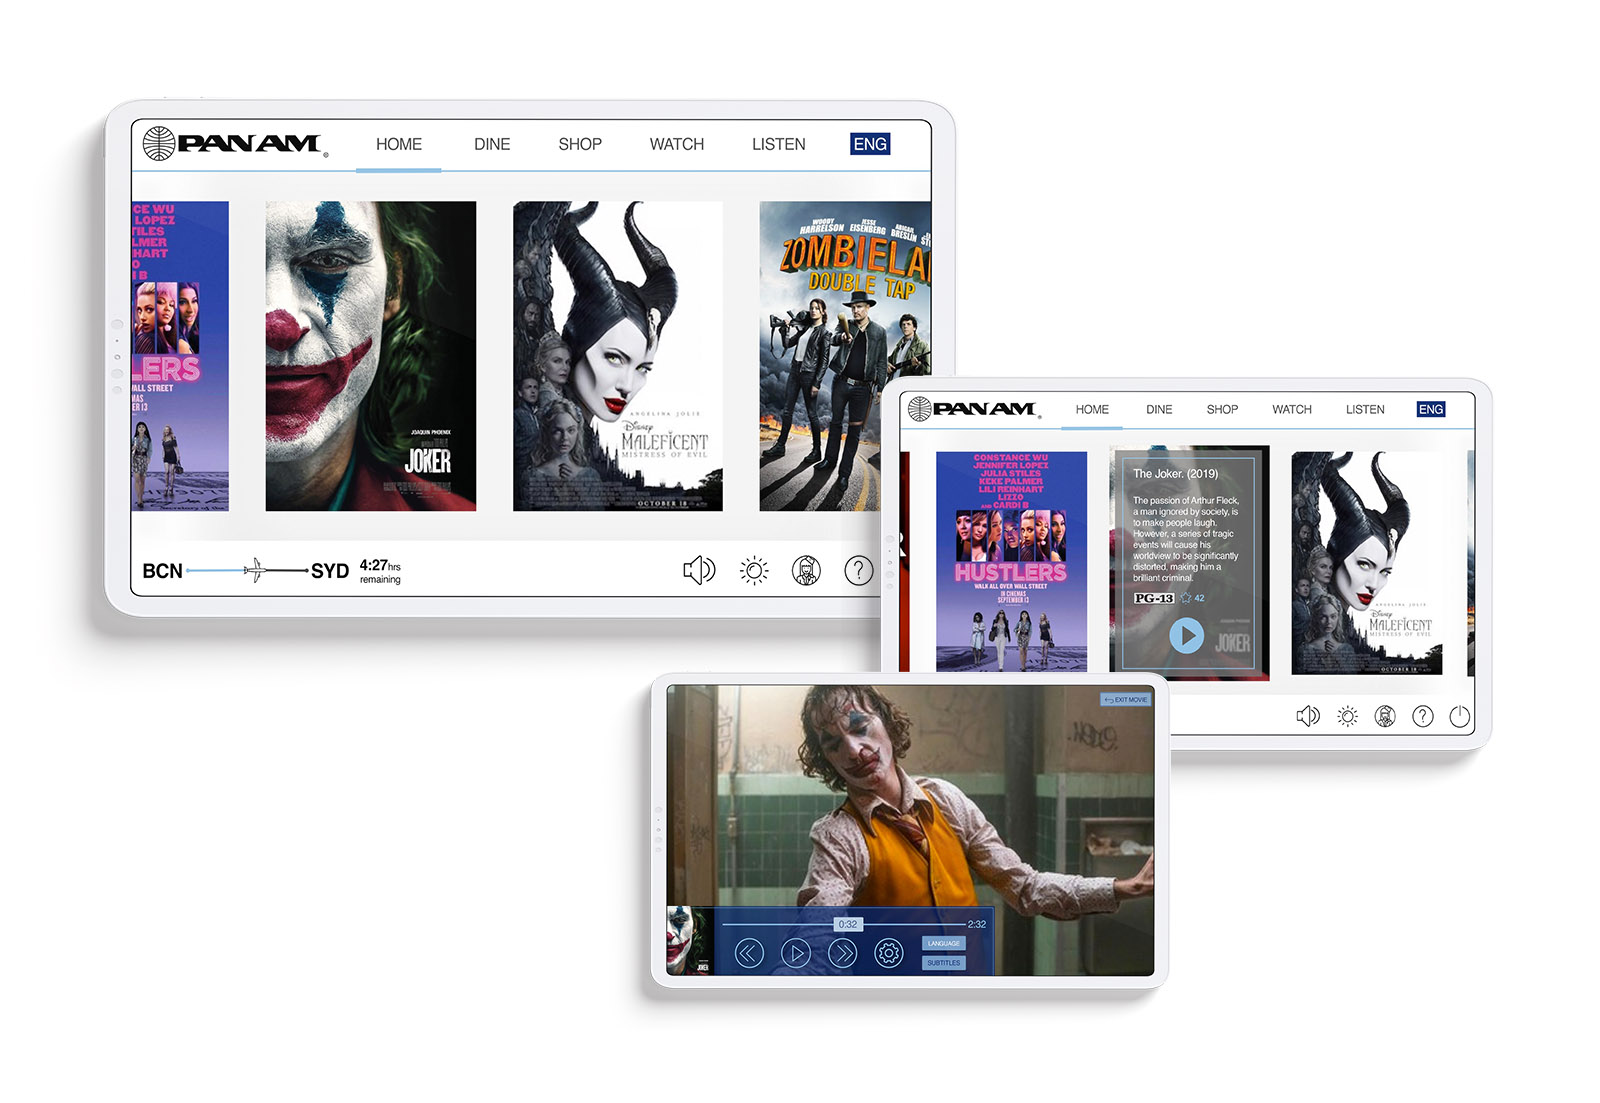 PAN AM®
HOME
DINE
SHOP
WATCH
LISTEN
ENG
CE WU
LOPEZ
TILES
LMER
HART
O
I B
LERS
WALL STREET
MAS
ER 13
JOAQUIN PHOENIX
JOKER
ANGELINA JOLIE
Disney
MALEFICENT
MISTRESS OF EVIL
OCTOBER 18
WOODY HARRELSON
JESSE EISENBERG
ABIGAIL BRESLIN
ZOMBIELA
DOUBLE TAP
BCN
SYD
4:27hrs
remaining
?
PAN AM®
HOME
DINE
SHOP
WATCH
LISTEN
ENG
R
CONSTANCE WU
JENNIFER LOPEZ
JULIA STILES
KEKE PALMER
LILI REINHART
LIZZO
AND CARDI B
HUSTLERS
WALK ALL OVER WALL STREET
IN CINEMAS
SEPTEMBER 13
The Joker. (2019)
The passion of Arthur Fleck,
a man ignored by society, is
to make people laugh.
However, a series of tragic
events will cause his
worldview to be significantly
distorted, making him a
brilliant criminal.
PG-13
42
JOAQUIN PHOENIX
JOKER
ANGELINA JOLIE
Disney
MALEFICENT
MISTRESS OF EVIL
OCTOBER 18
?
EXIT MOVIE
0:32
2:32
LANGUAGE
SUBTITLES
JOKER